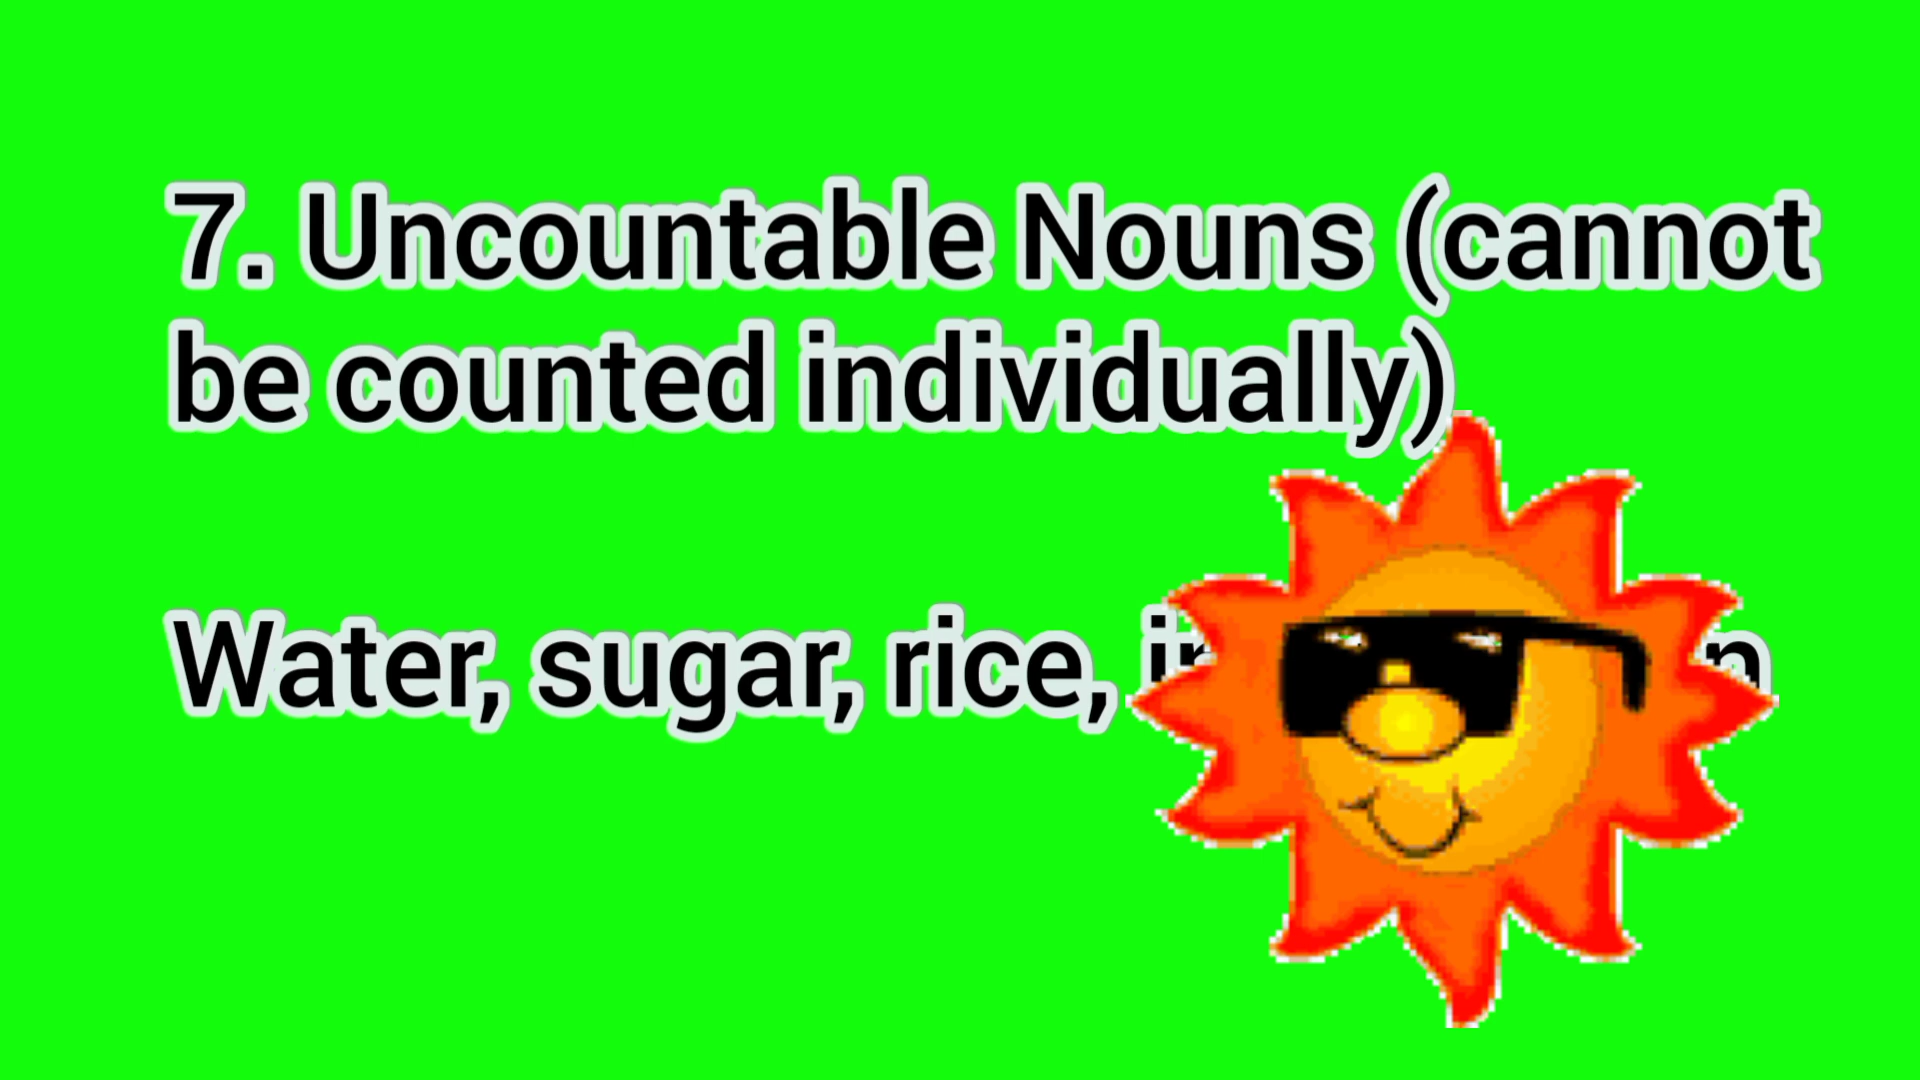 7. Uncountable Nouns (cannot
be counted individually)
Water, sugar, rice,